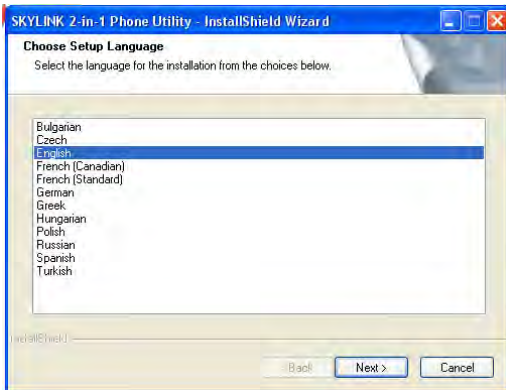 SKYLINK 2-in-1 Phone Utility - InstallShield Wizard
Choose Setup Language
Select the language for the installation from the choices below.
Bulgarian
Czech
English
French (Canadian)
French (Standard)
German
Greek
Hungarian
Polish
Russian
Spanish
Turkish
InstallShield
Back Next > Cancel